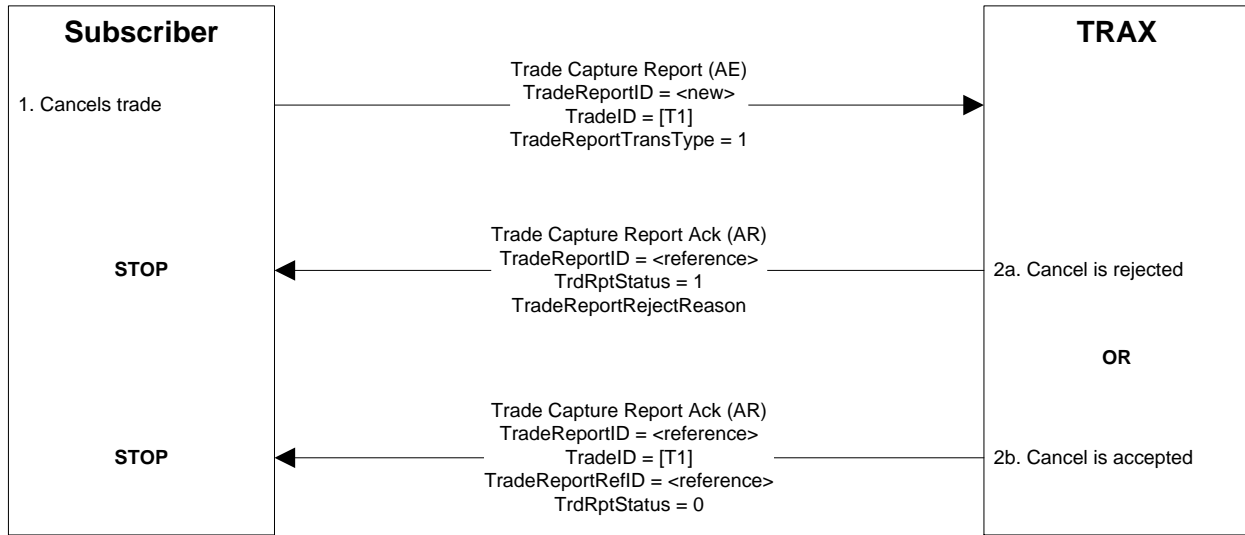 Subscriber
TRAX
Trade Capture Report (AE)
1. Cancels trade
TradeReportID = <new>
TradeID = [T1]
TradeReportTransType = 1
Trade Capture Report Ack (AR)
TradeReportID = <reference>
STOP
2a. Cancel is rejected
TrdRptStatus = 1
TradeReportRejectReason
OR
Trade Capture Report Ack (AR)
TradeReportID = <reference>
STOP
TradeID = [T1]
2b. Cancel is accepted
TradeReportRefID = <reference>
TrdRptStatus = 0